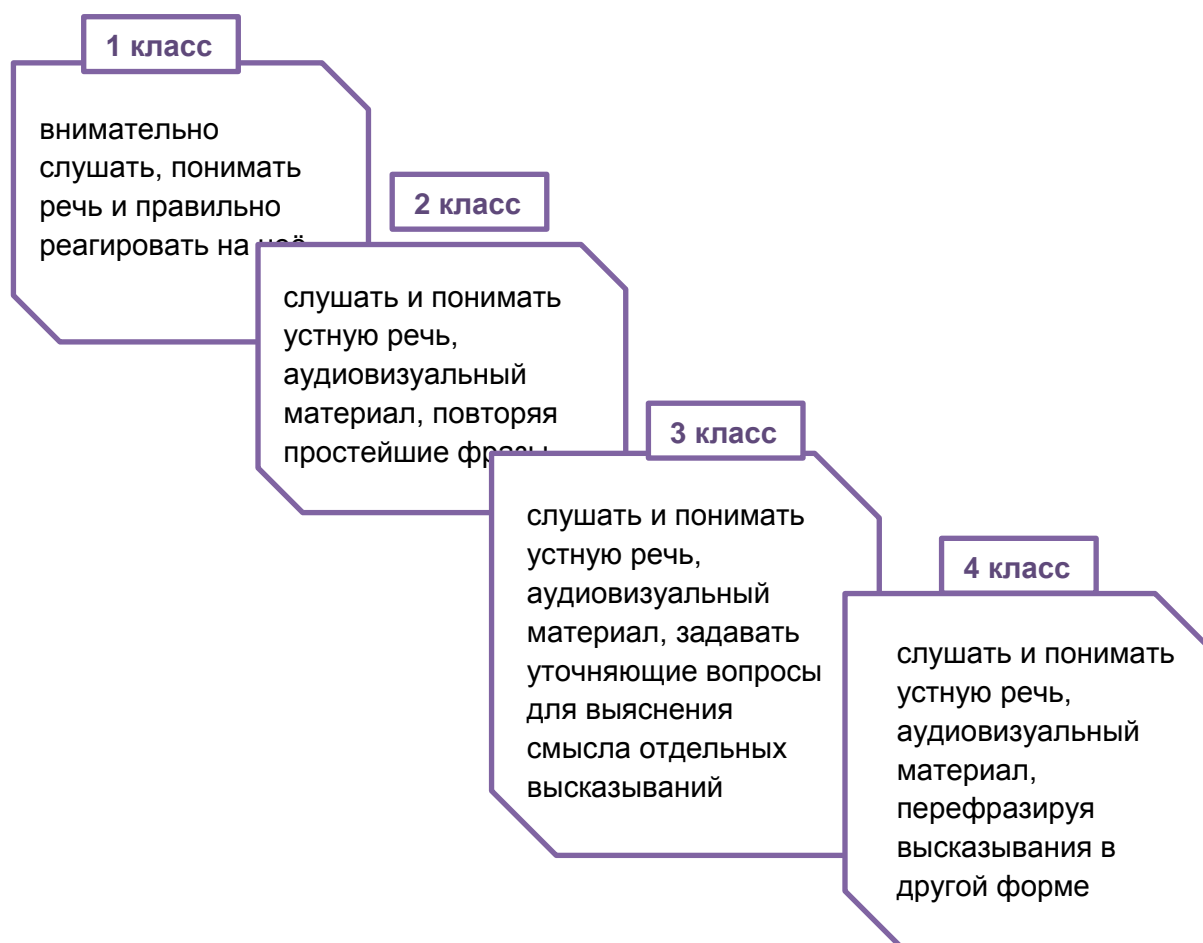 1 класс
внимательно
слушать, понимать
речь и правильно
реагировать на неё
2 класс
слушать и понимать
устную речь,
аудиовизуальный
материал, повторяя
простейшие фразы
3 класс
слушать и понимать
устную речь,
аудиовизуальный
материал, задавать
уточняющие вопросы
для выяснения
смысла отдельных
высказываний
4 класс
слушать и понимать
устную речь,
аудиовизуальный
материал,
перефразируя
высказывания в
другой форме